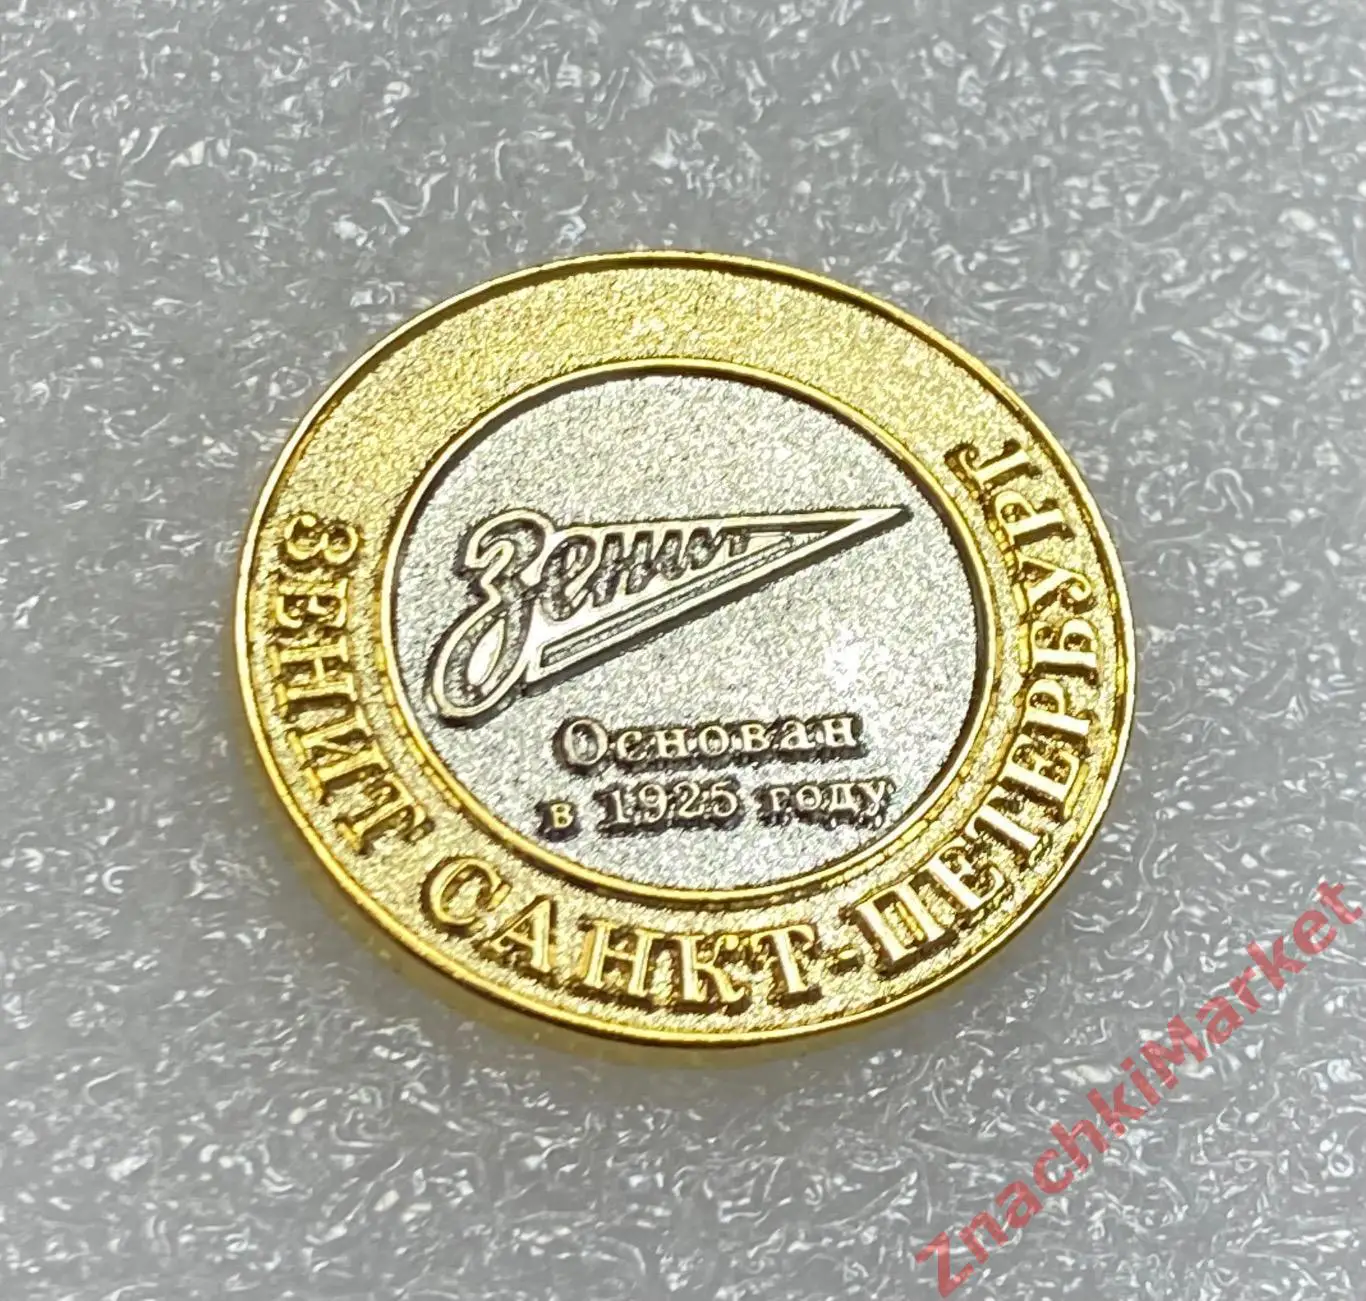 Зенит
Основан
в 1925 году
ЗЕНИТ САНКТ-ПЕТЕРБУРГ
ZnachkiMarket